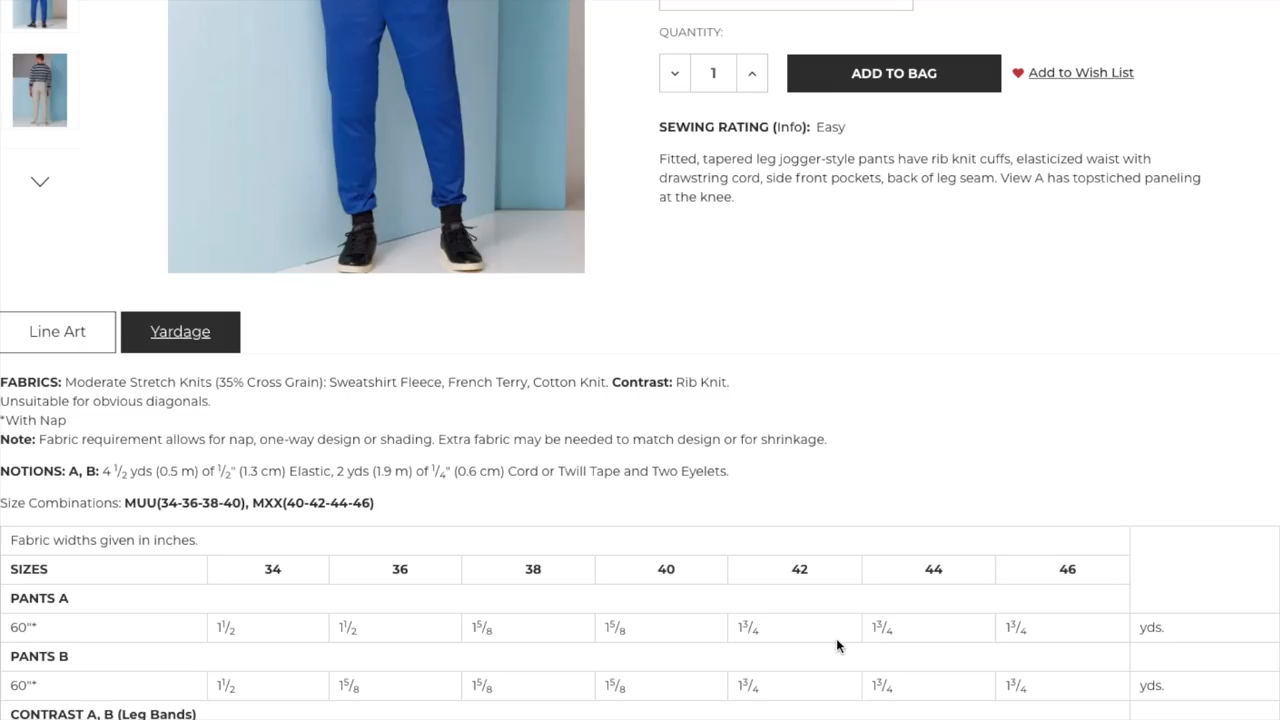 QUANTITY:
1
ADD TO BAG
Add to Wish List
SEWING RATING (Info): Easy
Fitted, tapered leg jogger-style pants have rib knit cuffs, elasticized waist with
drawstring cord, side front pockets, back of leg seam. View A has topstiched paneling
at the knee.
Line Art
Yardage
FABRICS: Moderate Stretch Knits (35% Cross Grain): Sweatshirt Fleece, French Terry, Cotton Knit. Contrast: Rib Knit.
Unsuitable for obvious diagonals.
*With Nap
Note: Fabric requirement allows for nap, one-way design or shading. Extra fabric may be needed to match design or for shrinkage.
NOTIONS: A, B: 4 1/2 yds (0.5 m) of 1/2" (1.3 cm) Elastic, 2 yds (1.9 m) of 1/4" (0.6 cm) Cord or Twill Tape and Two Eyelets.
Size Combinations: MUU(34-36-38-40), MXX(40-42-44-46)
Fabric widths given in inches.
SIZES 34 36 38 40 42 44 46
PANTS A
60"* 1 1/2 1 1/2 1 5/8 1 5/8 1 3/4 1 3/4 1 3/4 yds.
PANTS B
60"* 1 1/2 1 5/8 1 5/8 1 5/8 1 3/4 1 3/4 1 3/4 yds.
CONTRAST A, B (Leg Bands)